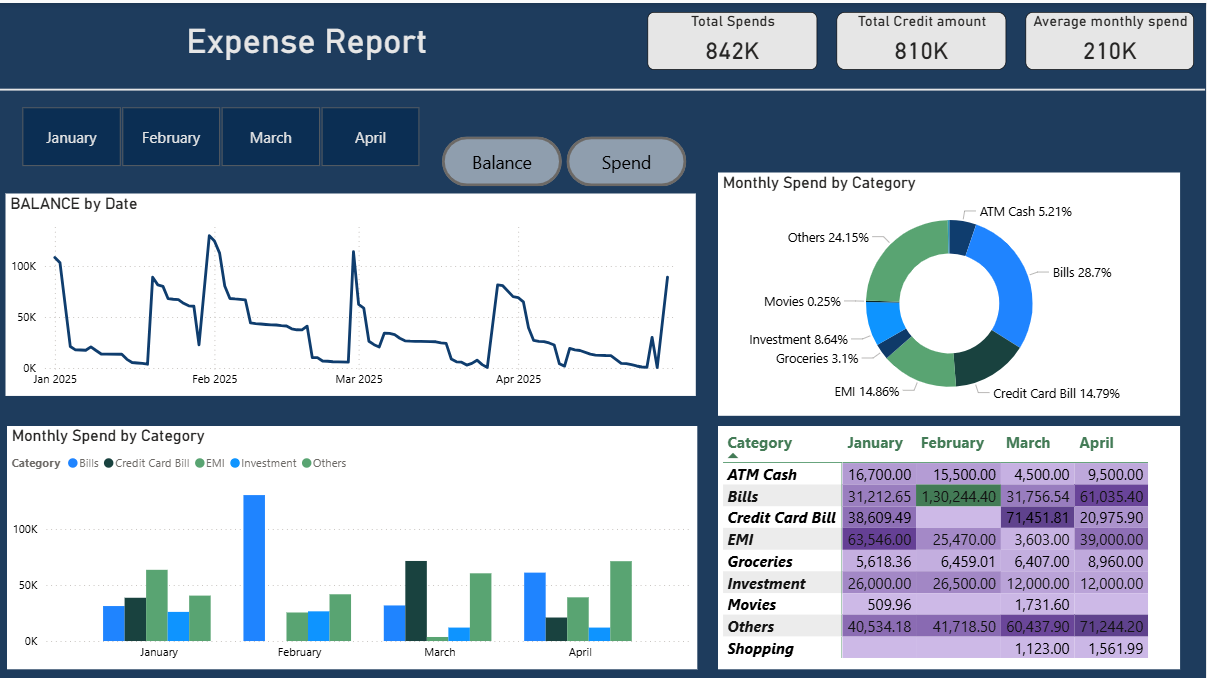 Expense Report
Total Spends
842K
Total Credit amount
810K
Average monthly spend
210K
January
February
March
April
Balance
Spend
BALANCE by Date
100K
50K
0K
Jan 2025
Feb 2025
Mar 2025
Apr 2025
Monthly Spend by Category
ATM Cash 5.21%
Others 24.15%
Bills 28.7%
Movies 0.25%
Investment 8.64%
Groceries 3.1%
EMI 14.86%
Credit Card Bill 14.79%
Monthly Spend by Category
Category Bills Credit Card Bill EMI Investment Others
100K
50K
0K
January
February
March
April
Category January February March April
ATM Cash 16,700.00 15,500.00 4,500.00 9,500.00
Bills 31,212.65 1,30,244.40 31,756.54 61,035.40
Credit Card Bill 38,609.49 71,451.81 20,975.90
EMI 63,546.00 25,470.00 3,603.00 39,000.00
Groceries 5,618.36 6,459.01 6,407.00 8,960.00
Investment 26,000.00 26,500.00 12,000.00 12,000.00
Movies 509.96 1,731.60
Others 40,534.18 41,718.50 60,437.90 71,244.20
Shopping 1,123.00 1,561.99